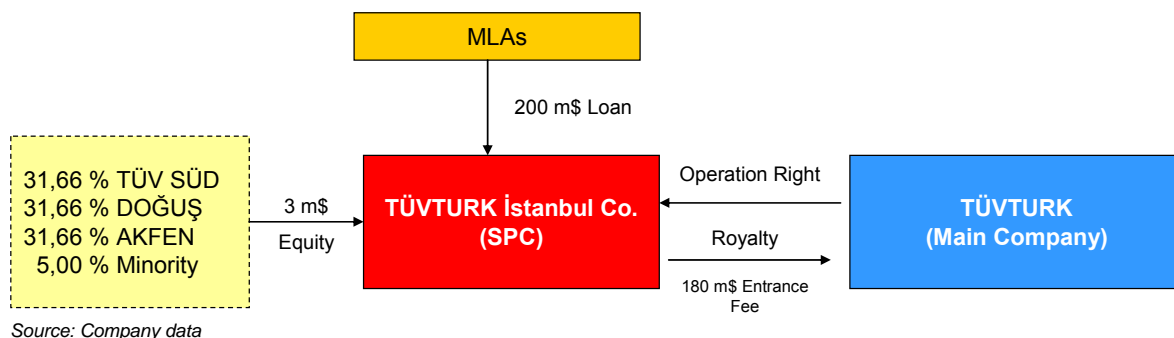 MLAs
200 m$ Loan
31,66 % TÜV SÜD
31,66 % DOĞUŞ
31,66 % AKFEN
5,00 % Minority
3 m$
Equity
TÜVTURK İstanbul Co.
(SPC)
Operation Right
Royalty
180 m$ Entrance
Fee
TÜVTURK
(Main Company)
Source: Company data